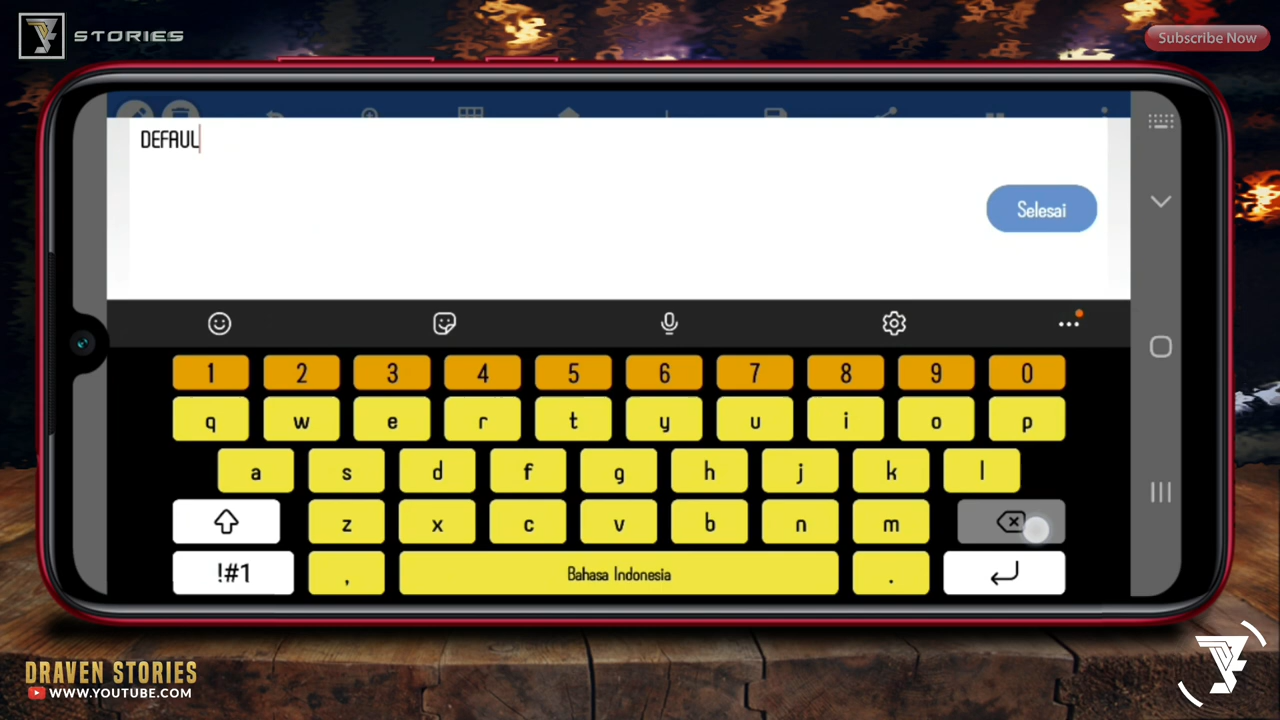 STORIES
Subscribe Now
DEFAUL
Selesai
1 2 3 4 5 6 7 8 9 0
q w e r t y u i o p
a s d f g h j k l
z x c v b n m
!#1 , Bahasa Indonesia .
DRAVEN STORIES
WWW.YOUTUBE.COM